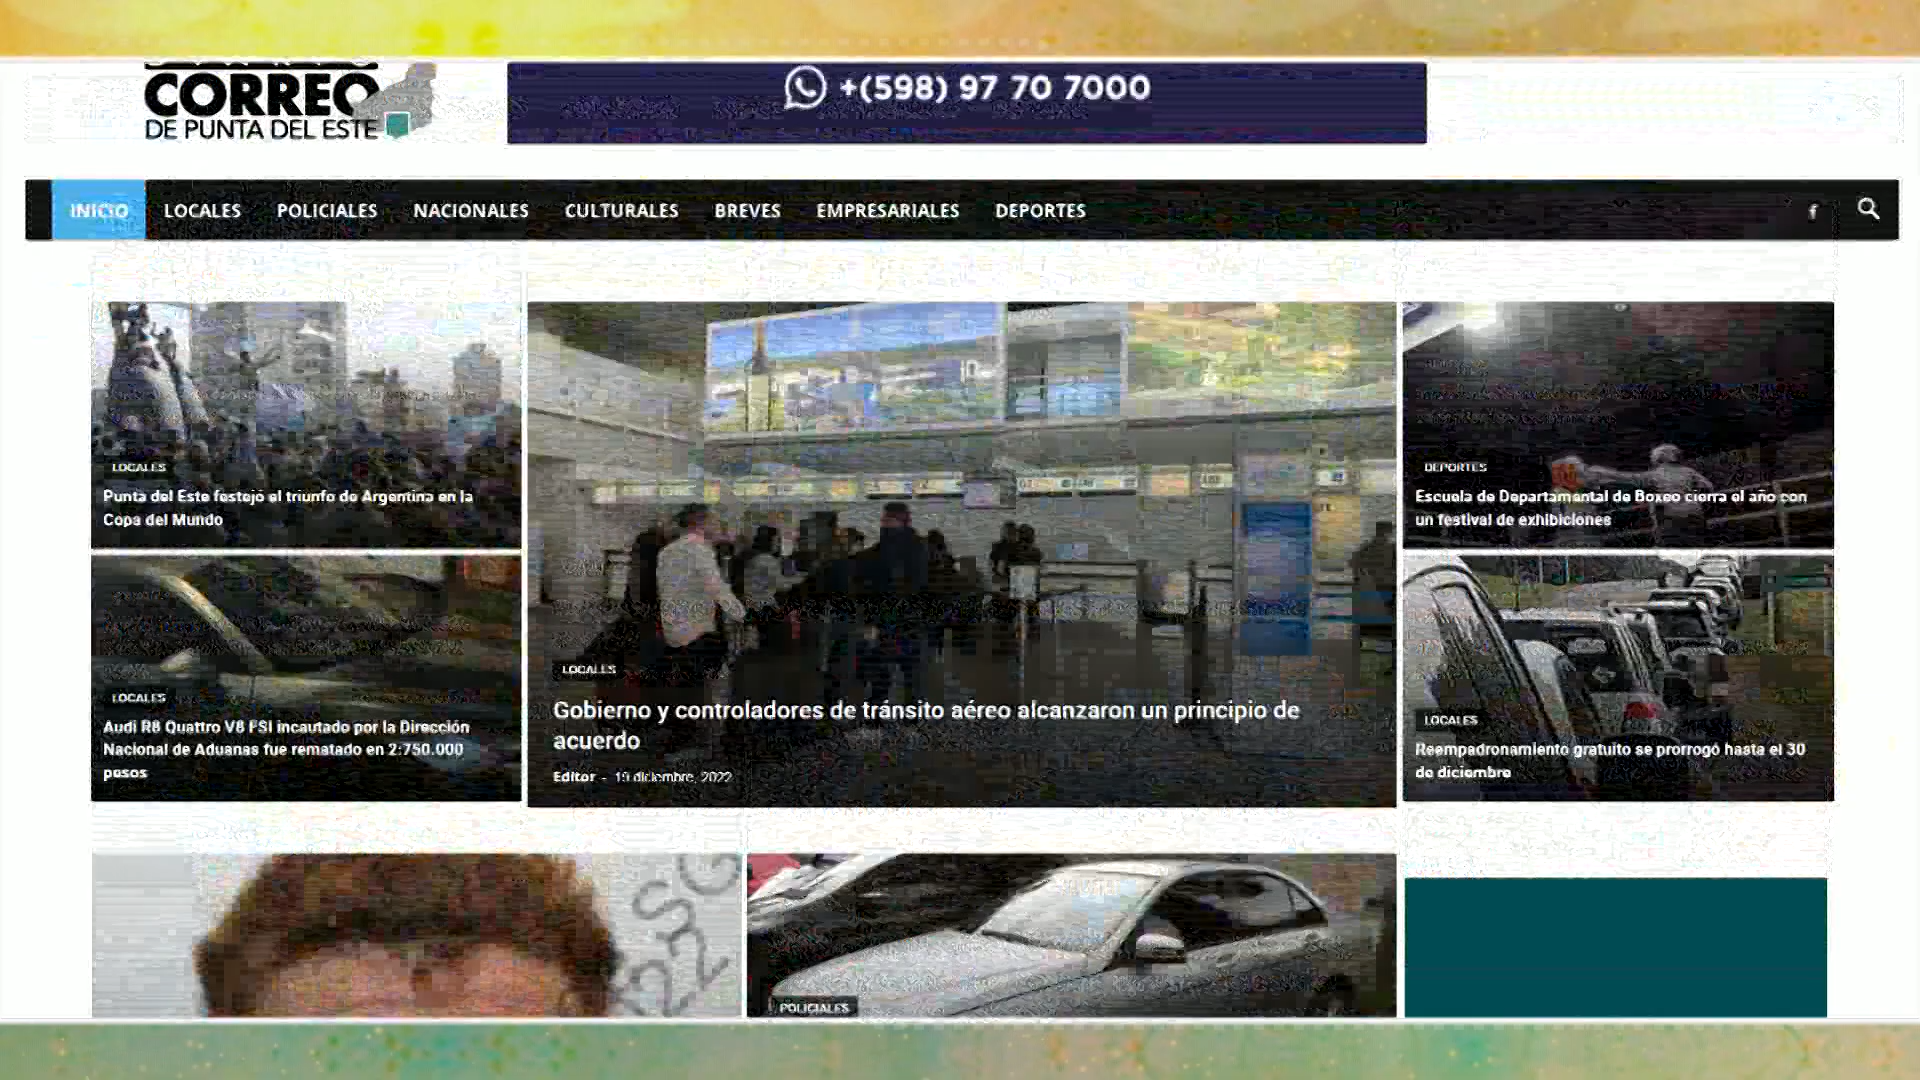 CORREO
DE PUNTA DEL ESTE
+(598) 97 70 7000
INICIO LOCALES POLICIALES NACIONALES CULTURALES BREVES EMPRESARIALES DEPORTES f
LOCALES
Punta del Este festejó el triunfo de Argentina en la
Copa del Mundo
LOCALES
Audi R8 Quattro V8 FSI incautado por la Dirección
Nacional de Aduanas fue rematado en 2:750.000
pesos
LOCALES
Gobierno y controladores de tránsito aéreo alcanzaron un principio de
acuerdo
Editor - 19 diciembre, 2022
DEPORTES
Escuela de Departamental de Boxeo cierra el año con
un festival de exhibiciones
LOCALES
Reempadronamiento gratuito se prorrogó hasta el 30
de diciembre
POLICIALES